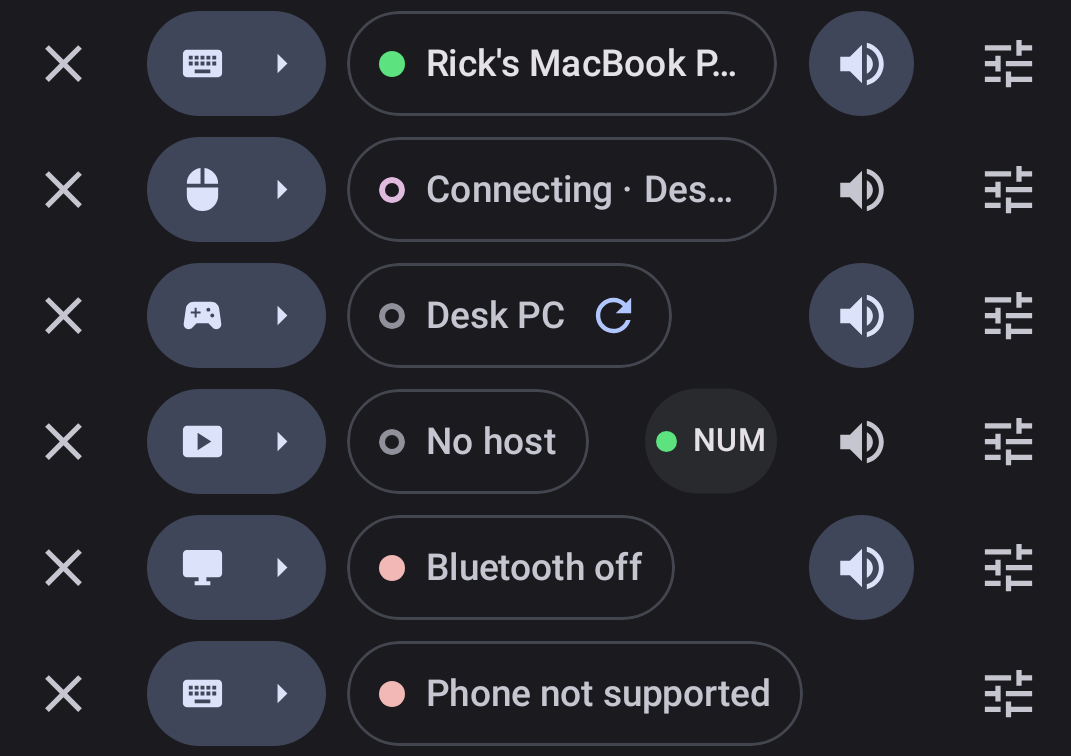 Rick's MacBook P...
Connecting · Des...
Desk PC
No host NUM
Bluetooth off
Phone not supported